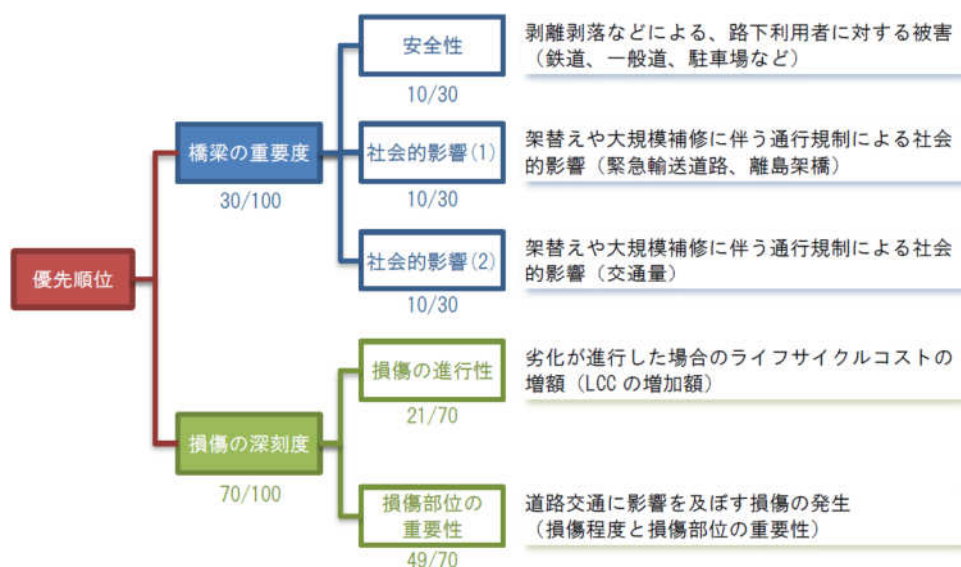 優先順位
橋梁の重要度
30/100
安全性
10/30
剥離剥落などによる、路下利用者に対する被害
（鉄道、一般道、駐車場など）
社会的影響(1)
10/30
架替えや大規模補修に伴う通行規制による社会
的影響（緊急輸送道路、離島架橋）
社会的影響(2)
10/30
架替えや大規模補修に伴う通行規制による社会
的影響（交通量）
損傷の深刻度
70/100
損傷の進行性
21/70
劣化が進行した場合のライフサイクルコストの
増額（LCC の増加額）
損傷部位の
重要性
49/70
道路交通に影響を及ぼす損傷の発生
（損傷程度と損傷部位の重要性）